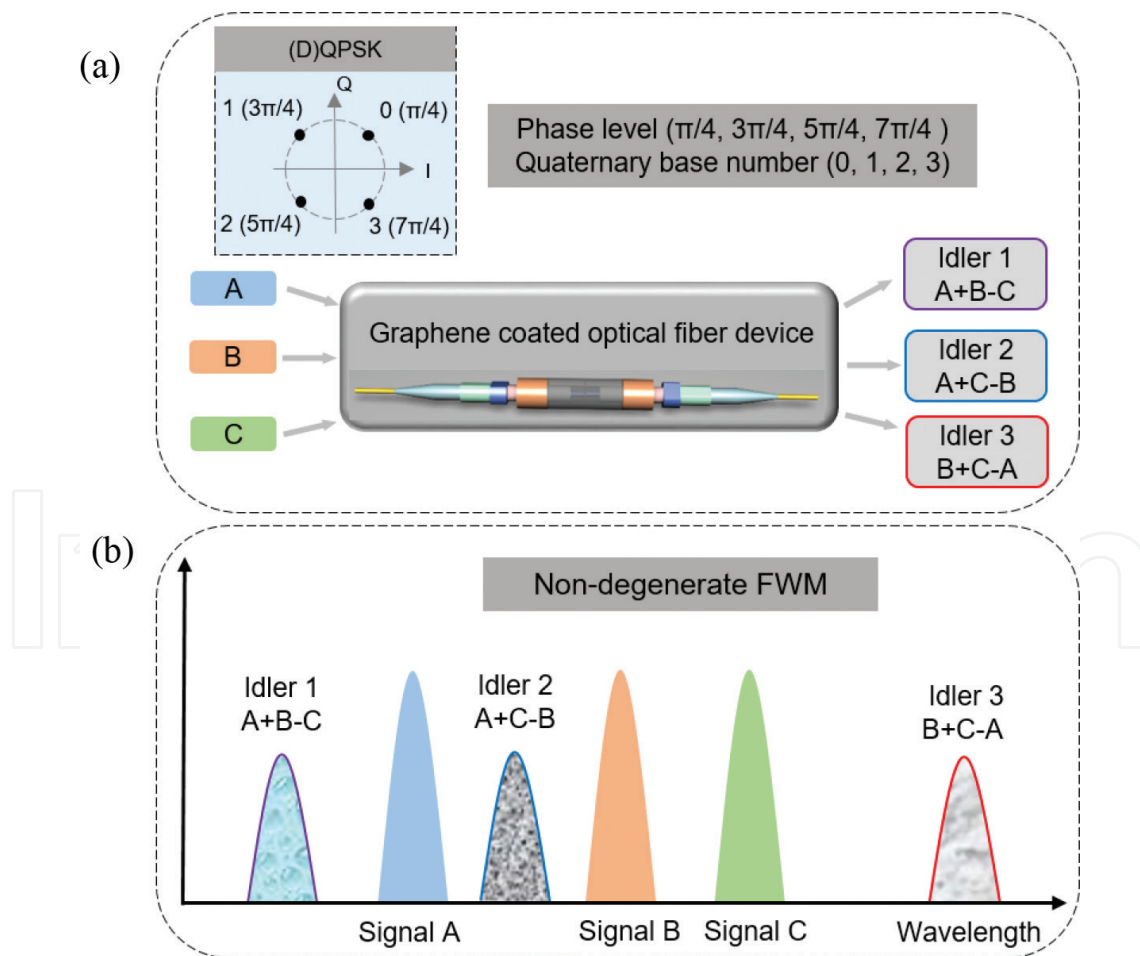 (a)
(D)QPSK
Q
1 (3π/4)
0 (π/4)
I
2 (5π/4)
3 (7π/4)
Phase level (π/4, 3π/4, 5π/4, 7π/4 )
Quaternary base number (0, 1, 2, 3)
A
B
C
Graphene coated optical fiber device
Idler 1
A+B-C
Idler 2
A+C-B
Idler 3
B+C-A
(b)
Non-degenerate FWM
Idler 1
A+B-C
Idler 2
A+C-B
Idler 3
B+C-A
Signal A
Signal B
Signal C
Wavelength